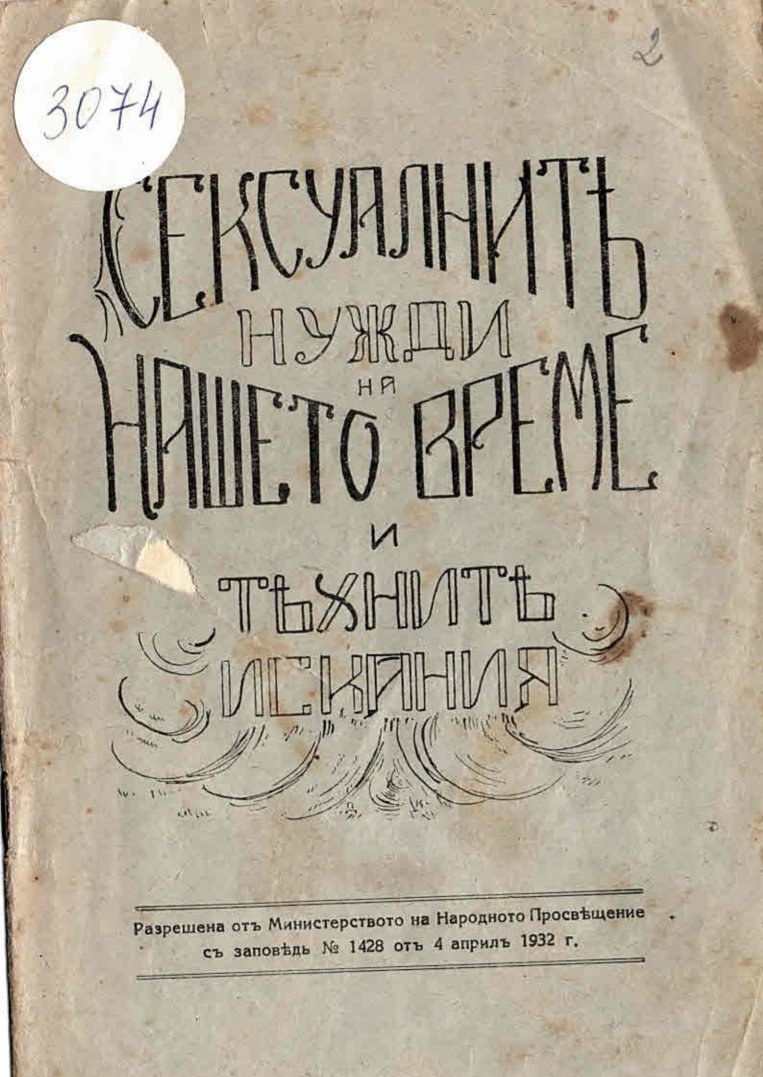 3074
2
СЕКСУАЛНИТѢ
НУЖДИ
НА
НАШЕТО ВРЕМЕ
И
ТѢХНИТѢ
ИСКАНИЯ
Разрешена отъ Министерството на Народното Просвѣщение
съ заповѣдь № 1428 отъ 4 априлъ 1932 г.